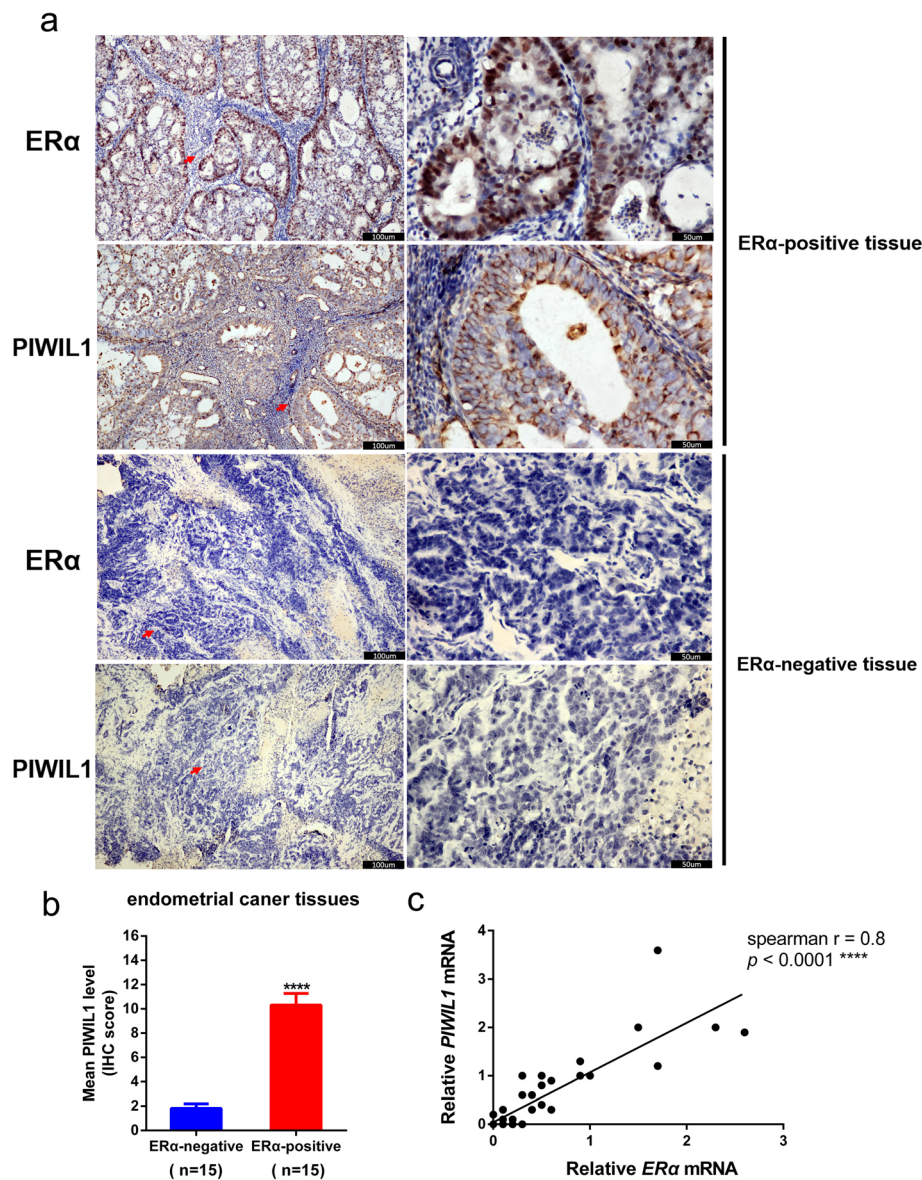 a
ERα
100um
50um
PIWIL1
100um
50um
ERα-positive tissue
ERα
100um
50um
PIWIL1
100um
50um
ERα-negative tissue
b
endometrial caner tissues
Mean PIWIL1 level
(IHC score)
16
14
12
10
8
6
4
2
0
****
ERα-negative
ERα-positive
( n=15)
( n=15)
c
spearman r = 0.8
p < 0.0001 ****
Relative PIWIL1 mRNA
4
3
2
1
0
0
1
2
3
Relative ERα mRNA